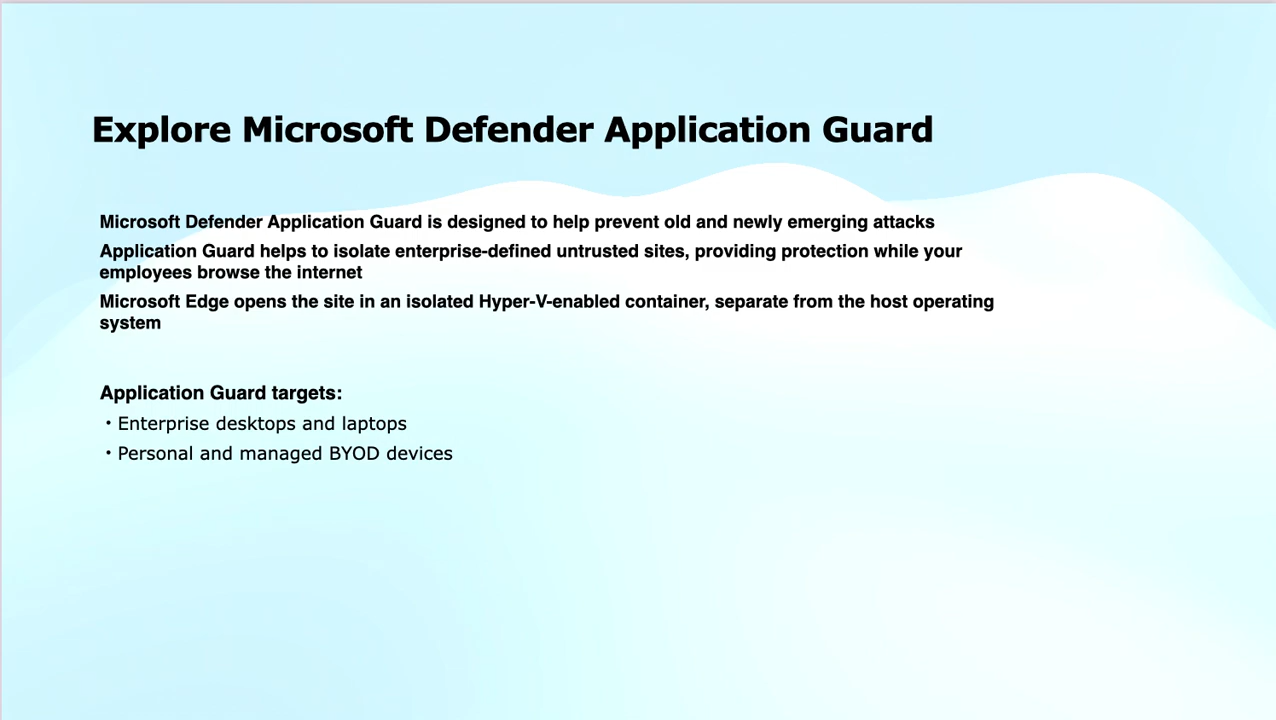 Explore Microsoft Defender Application Guard
Microsoft Defender Application Guard is designed to help prevent old and newly emerging attacks
Application Guard helps to isolate enterprise-defined untrusted sites, providing protection while your
employees browse the internet
Microsoft Edge opens the site in an isolated Hyper-V-enabled container, separate from the host operating
system
Application Guard targets:
• Enterprise desktops and laptops
• Personal and managed BYOD devices